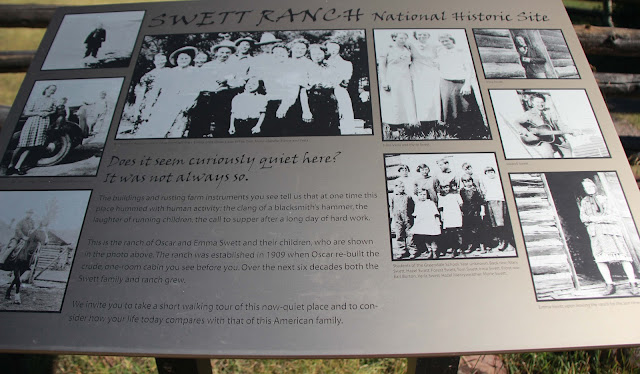 SWETT RANCH National Historic Site
Does it seem curiously quiet here?
It was not always so.
The buildings and rusting farm instruments you see tell us that at one time this
place hummed with human activity: the clang of a blacksmith's hammer, the
laughter of running children, the call to supper after a long day of hard work.
This is the ranch of Oscar and Emma Swett and their children, who are shown
in the photo above. The ranch was established in 1909 when Oscar re-built the
crude, one-room cabin you see before you. Over the next six decades both the
Swett family and ranch grew.
We invite you to take a short walking tour of this now-quiet place and to con-
sider how your life today compares with that of this American family.